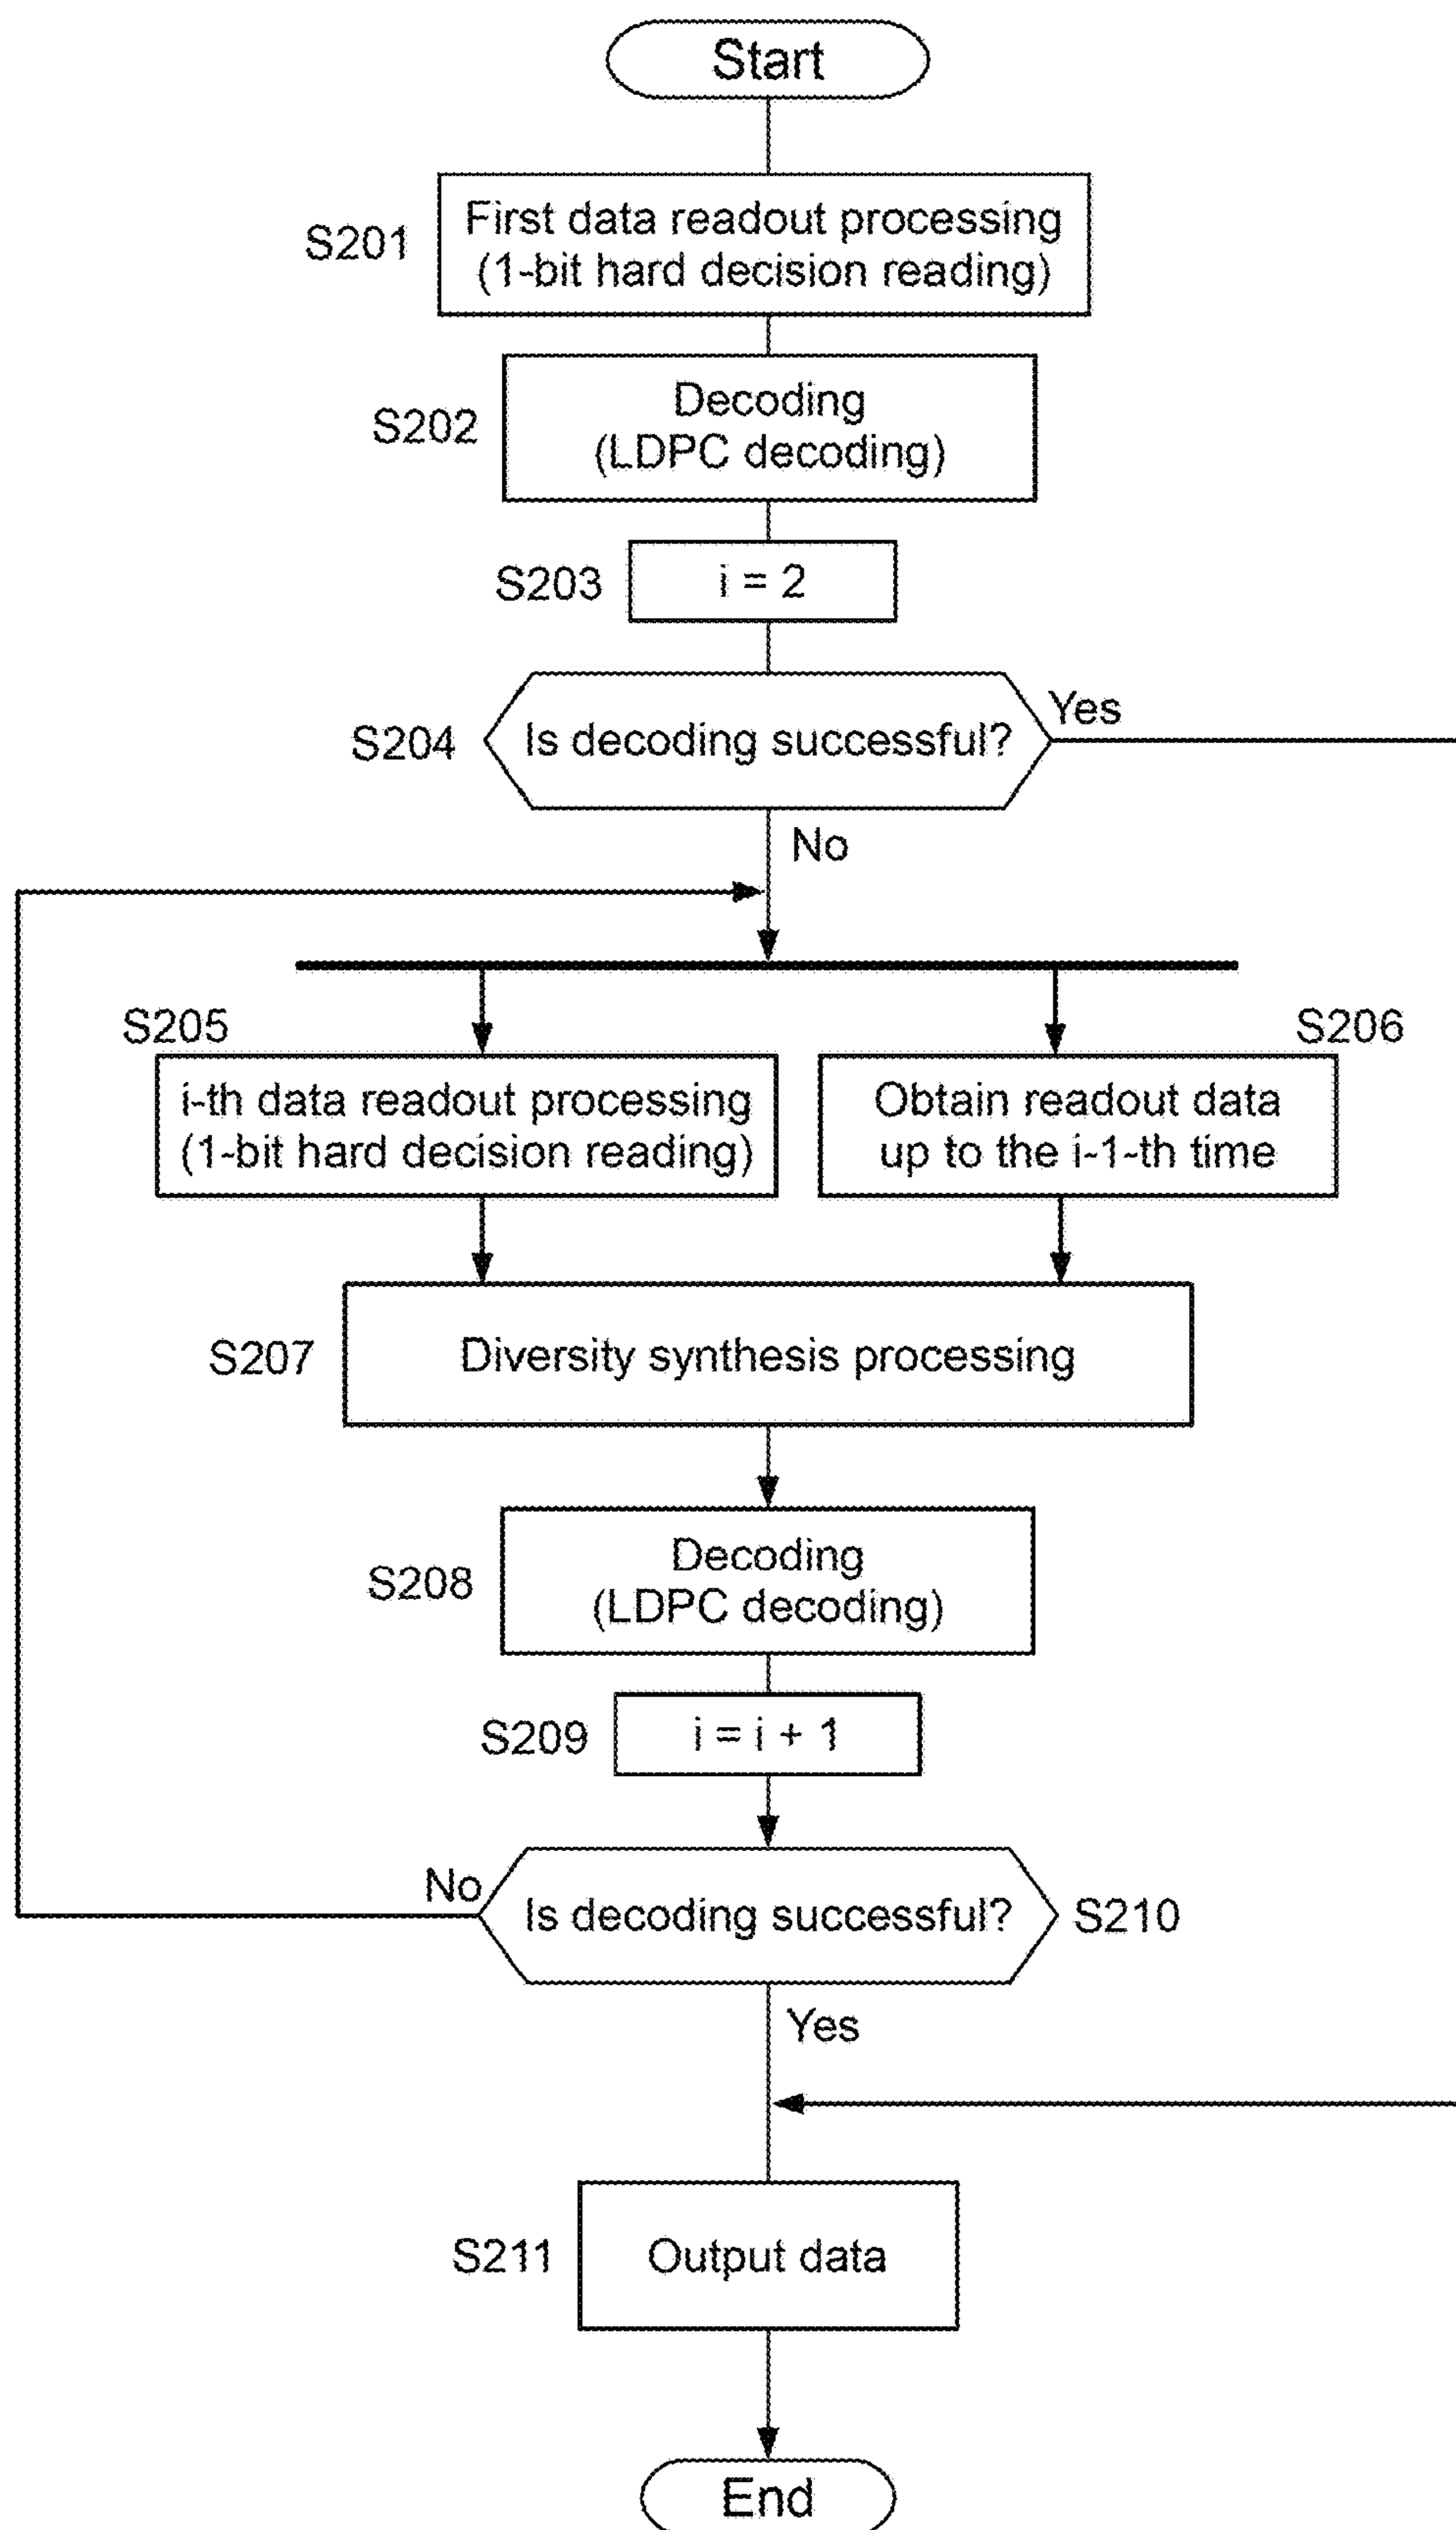 Start
S201
First data readout processing
(1-bit hard decision reading)
S202
Decoding
(LDPC decoding)
S203
i = 2
S204
Is decoding successful?
Yes
No
S205
S206
i-th data readout processing
(1-bit hard decision reading)
Obtain readout data
up to the i-1-th time
S207
Diversity synthesis processing
S208
Decoding
(LDPC decoding)
S209
i = i + 1
No
Is decoding successful?
S210
Yes
S211
Output data
End